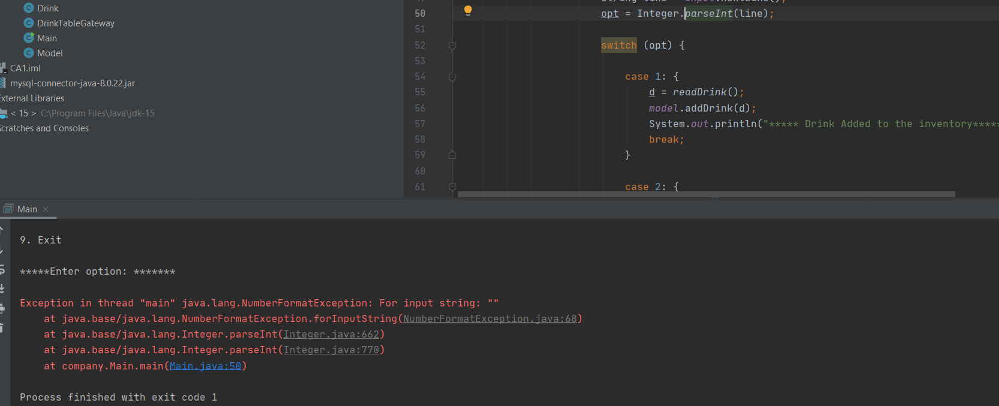 Drink
DrinkTableGateway
Main
Model
CA1.iml
mysql-connector-java-8.0.22.jar
External Libraries
< 15 > C:\Program Files\Java\jdk-15
Scratches and Consoles
50 opt = Integer.parseInt(line);
51
52 switch (opt) {
53
54 case 1: {
55 d = readDrink();
56 model.addDrink(d);
57 System.out.println("***** Drink Added to the inventory*****
58 break;
59 }
60
61 case 2: {
Main
9. Exit
*****Enter option: *******
Exception in thread "main" java.lang.NumberFormatException: For input string: ""
at java.base/java.lang.NumberFormatException.forInputString(NumberFormatException.java:68)
at java.base/java.lang.Integer.parseInt(Integer.java:662)
at java.base/java.lang.Integer.parseInt(Integer.java:770)
at company.Main.main(Main.java:50)
Process finished with exit code 1